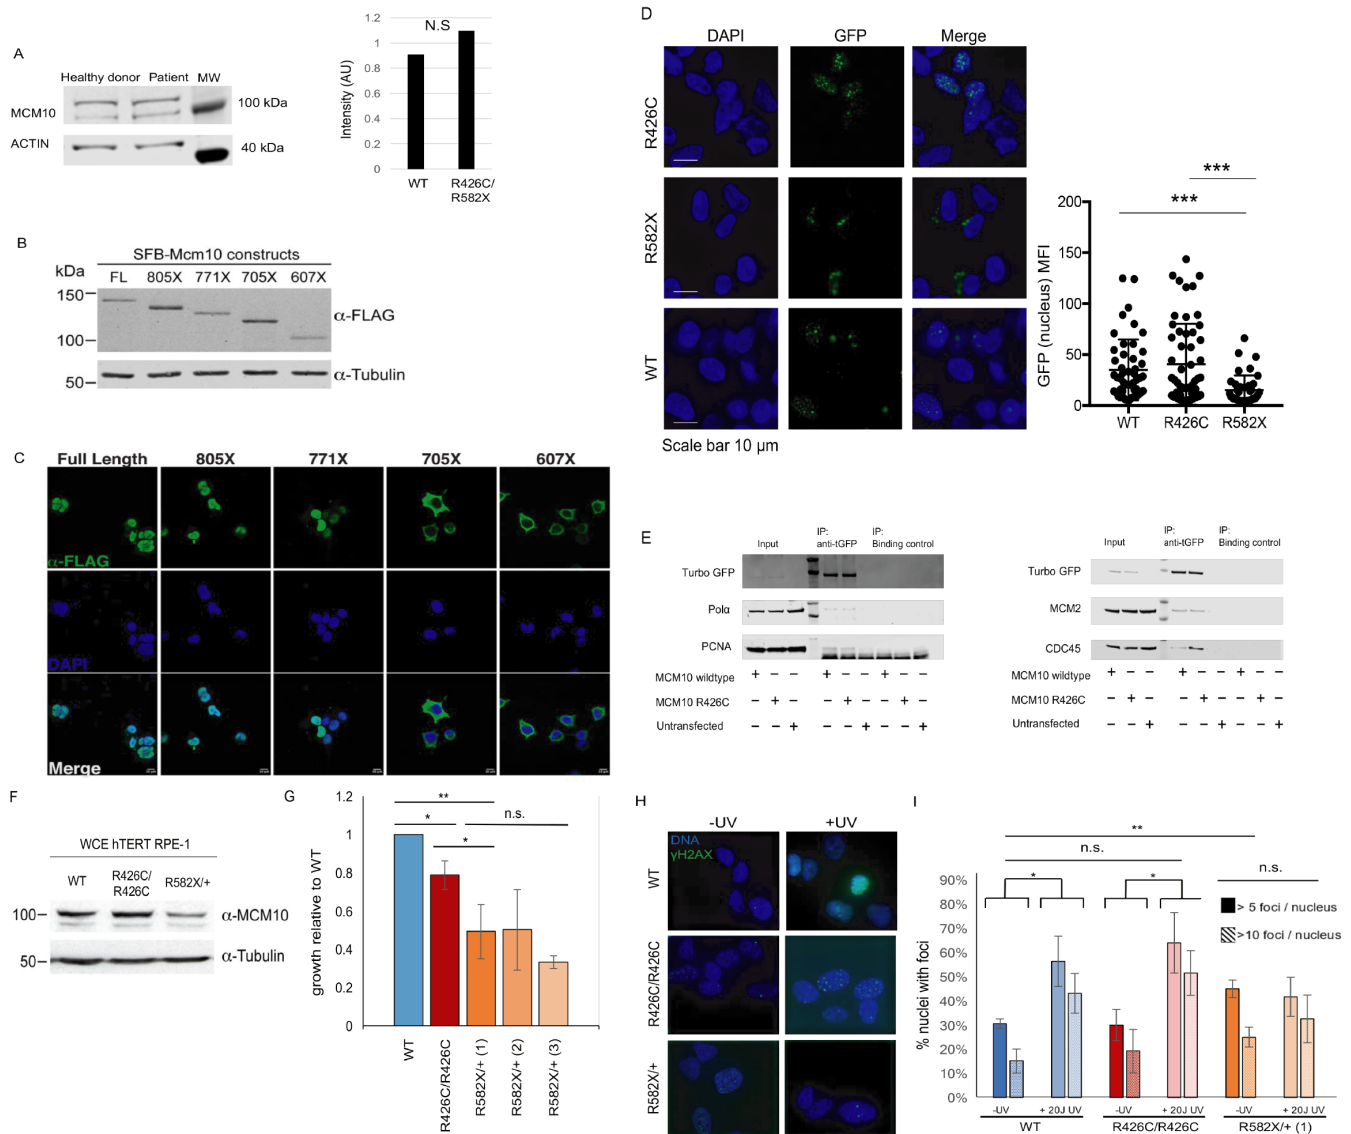 A
Healthy donor Patient MW
MCM10
100 kDa
ACTIN
40 kDa
N.S
Intensity (AU)
1.2
1
0.8
0.6
0.4
0.2
0
WT
R426C/
R582X
B
SFB-Mcm10 constructs
kDa
FL 805X 771X 705X 607X
150
100
50
α-FLAG
α-Tubulin
C
Full Length 805X 771X 705X 607X
α-FLAG
DAPI
Merge
D
DAPI GFP Merge
R426C
R582X
WT
Scale bar 10 µm
***
***
GFP (nucleus) MFI
200
150
100
50
0
WT R426C R582X
E
Input
IP:
anti-tGFP
IP:
Binding control
Turbo GFP
Polα
PCNA
MCM10 wildtype + − − + − − + − −
MCM10 R426C − + − − + − − + −
Untransfected − − + − − + − − +
Input
IP:
anti-tGFP
IP:
Binding control
Turbo GFP
MCM2
CDC45
MCM10 wildtype + − − + − − + − −
MCM10 R426C − + − − + − − + −
Untransfected − − + − − + − − +
F
WCE hTERT RPE-1
WT
R426C/
R426C
R582X/+
100
50
α-MCM10
α-Tubulin
G
growth relative to WT
1.2
1
0.8
0.6
0.4
0.2
0
**
*
n.s.
*
WT
R426C/R426C
R582X/+ (1)
R582X/+ (2)
R582X/+ (3)
H
-UV +UV
DNA
γH2AX
WT
R426C/R426C
R582X/+
I
**
n.s.
n.s.
*
*
> 5 foci / nucleus
>10 foci / nucleus
% nuclei with foci
90%
80%
70%
60%
50%
40%
30%
20%
10%
0%
-UV + 20J UV -UV + 20J UV -UV + 20J UV
WT R426C/R426C R582X/+ (1)